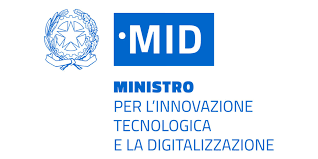 ·MID
MINISTRO
PER L'INNOVAZIONE
TECNOLOGICA
E LA DIGITALIZZAZIONE